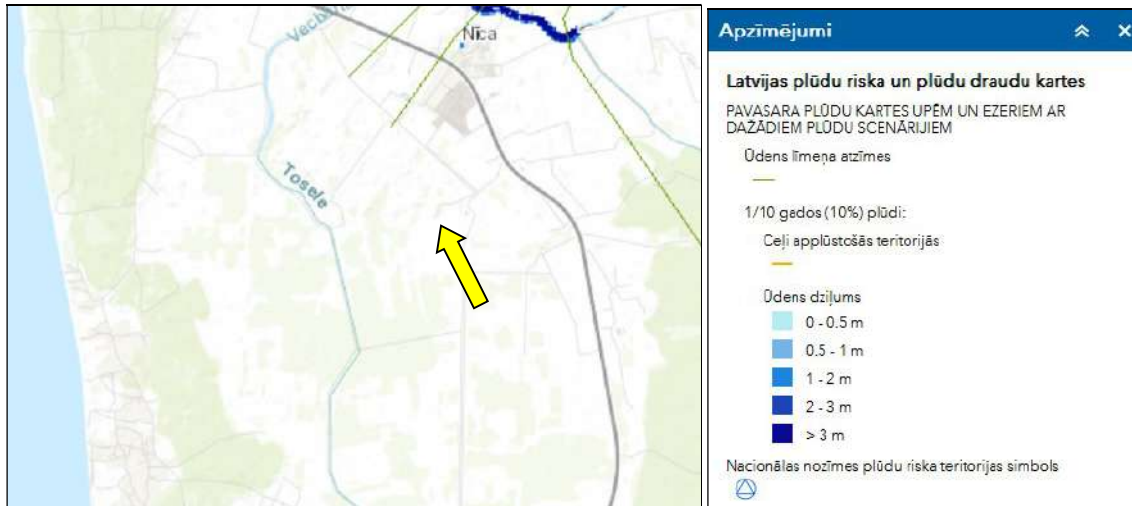 Nīca
Tosele
Apzīmējumi
Latvijas plūdu riska un plūdu draudu kartes
PAVASARA PLŪDU KARTES UPĒM UN EZERIEM AR
DAŽĀDIEM PLŪDU SCENĀRIJIEM
Ūdens līmeņa atzīmes
1/10 gados (10%) plūdi:
Ceļi applūstošās teritorijās
Ūdens dziļums
0 - 0.5 m
0.5 - 1 m
1 - 2 m
2 - 3 m
> 3 m
Nacionālas nozīmes plūdu riska teritorijas simbols